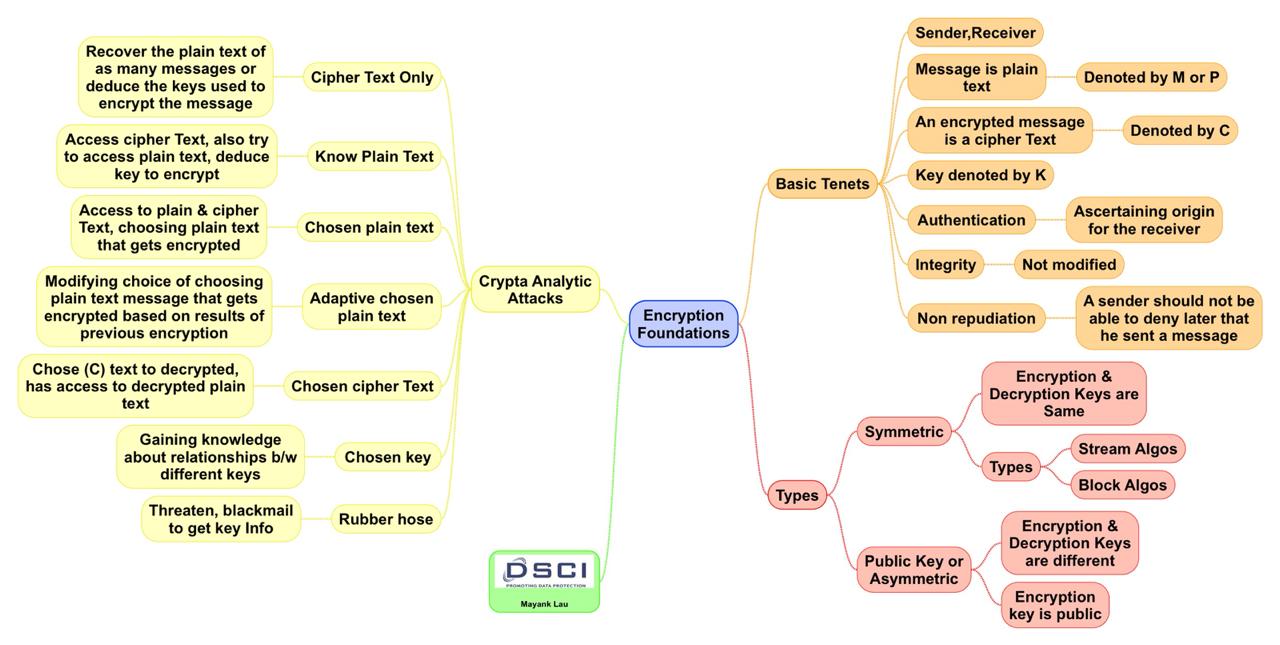 Encryption
Foundations
Crypta Analytic
Attacks
Cipher Text Only
Recover the plain text of
as many messages or
deduce the keys used to
encrypt the message
Know Plain Text
Access cipher Text, also try
to access plain text, deduce
key to encrypt
Chosen plain text
Access to plain & cipher
Text, choosing plain text
that gets encrypted
Adaptive chosen
plain text
Modifying choice of choosing
plain text message that gets
encrypted based on results of
previous encryption
Chosen cipher Text
Chose (C) text to decrypted,
has access to decrypted plain
text
Chosen key
Gaining knowledge
about relationships b/w
different keys
Rubber hose
Threaten, blackmail
to get key Info
DSCI
PROMOTING DATA PROTECTION
Mayank Lau
Basic Tenets
Sender,Receiver
Message is plain
text
Denoted by M or P
An encrypted message
is a cipher Text
Denoted by C
Key denoted by K
Authentication
Ascertaining origin
for the receiver
Integrity
Not modified
Non repudiation
A sender should not be
able to deny later that
he sent a message
Types
Symmetric
Encryption &
Decryption Keys are
Same
Types
Stream Algos
Block Algos
Public Key or
Asymmetric
Encryption &
Decryption Keys
are different
Encryption
key is public